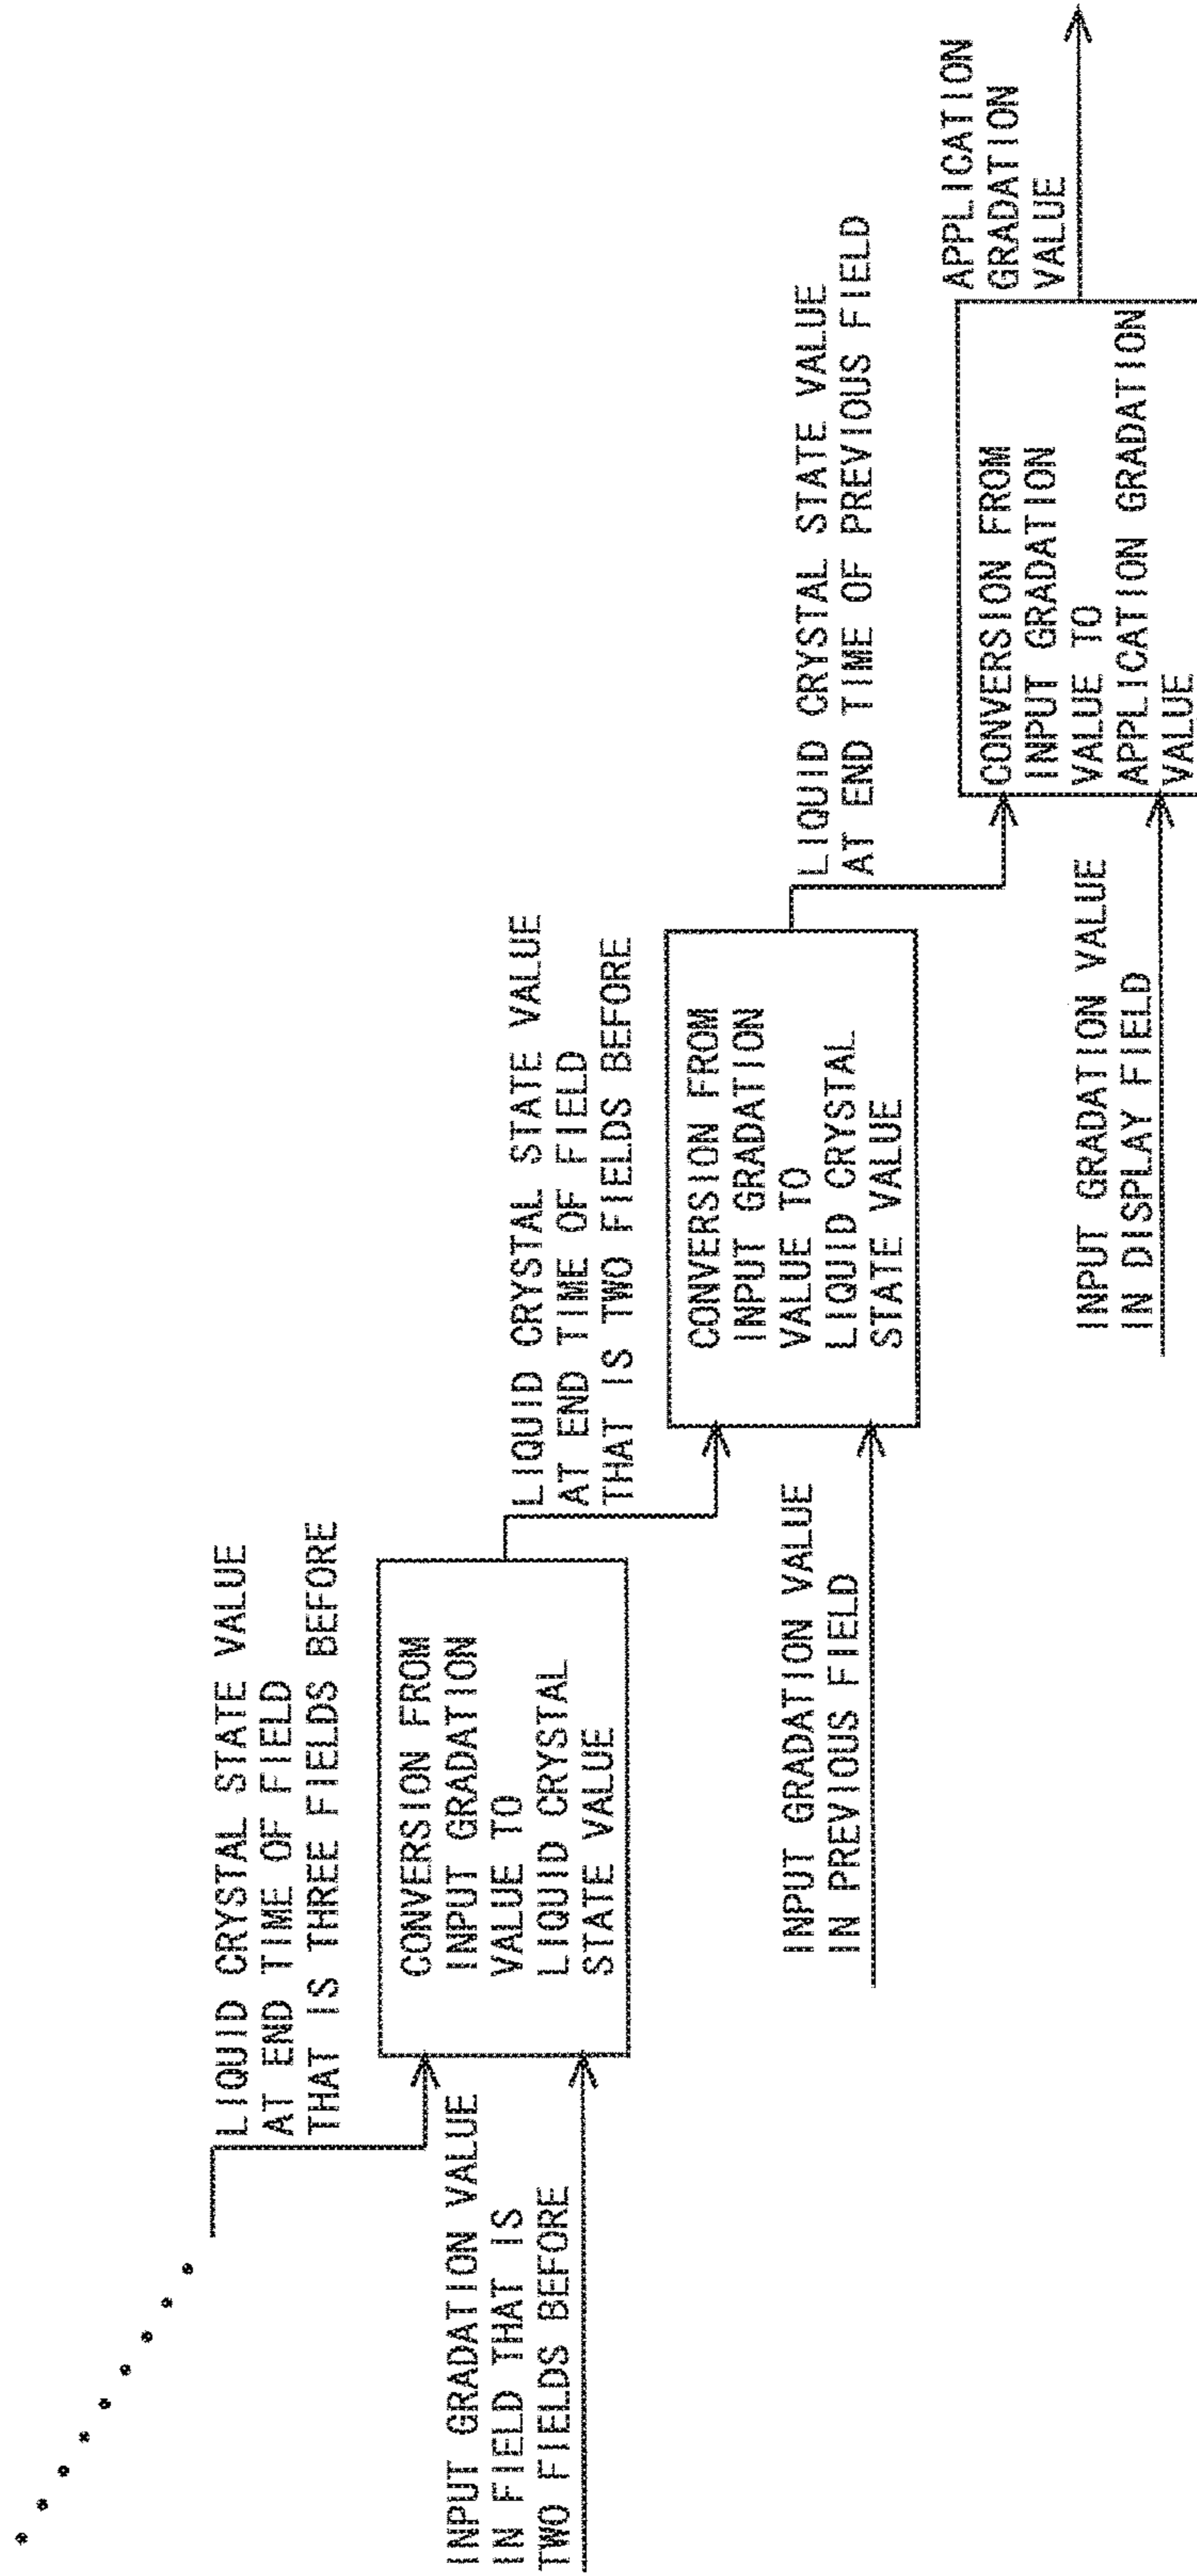 LIQUID CRYSTAL STATE VALUE
AT END TIME OF FIELD
THAT IS THREE FIELDS BEFORE
INPUT GRADATION VALUE
IN FIELD THAT IS
TWO FIELDS BEFORE
CONVERSION FROM
INPUT GRADATION
VALUE TO
LIQUID CRYSTAL
STATE VALUE
LIQUID CRYSTAL STATE VALUE
AT END TIME OF FIELD
THAT IS TWO FIELDS BEFORE
INPUT GRADATION VALUE
IN PREVIOUS FIELD
CONVERSION FROM
INPUT GRADATION
VALUE TO
LIQUID CRYSTAL
STATE VALUE
LIQUID CRYSTAL STATE VALUE
AT END TIME OF PREVIOUS FIELD
INPUT GRADATION VALUE
IN DISPLAY FIELD
CONVERSION FROM
INPUT GRADATION
VALUE TO
APPLICATION GRADATION
VALUE
APPLICATION
GRADATION
VALUE